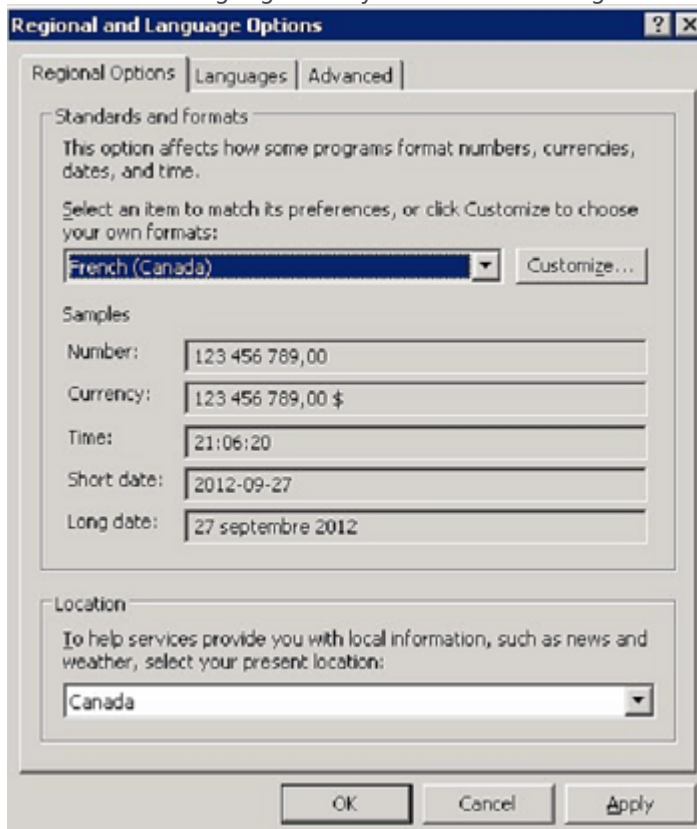 Regional and Language Options
Regional Options Languages Advanced
Standards and formats
This option affects how some programs format numbers, currencies,
dates, and time.
Select an item to match its preferences, or click Customize to choose
your own formats:
French (Canada) Customize...
Samples
Number: 123 456 789,00
Currency: 123 456 789,00 $
Time: 21:06:20
Short date: 2012-09-27
Long date: 27 septembre 2012
Location
To help services provide you with local information, such as news and
weather, select your present location:
Canada
OK Cancel Apply